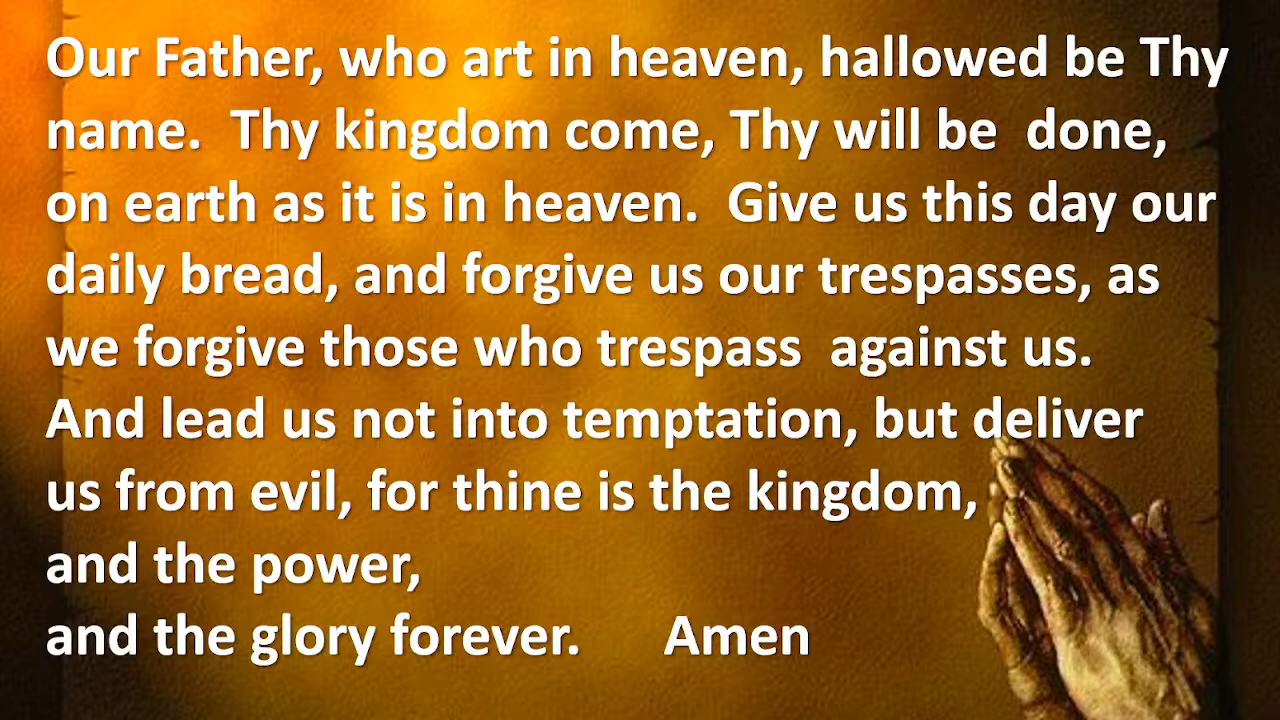 Our Father, who art in heaven, hallowed be Thy
name.  Thy kingdom come, Thy will be  done,
on earth as it is in heaven.  Give us this day our
daily bread, and forgive us our trespasses, as
we forgive those who trespass  against us.
And lead us not into temptation, but deliver
us from evil, for thine is the kingdom,
and the power,
and the glory forever.      Amen